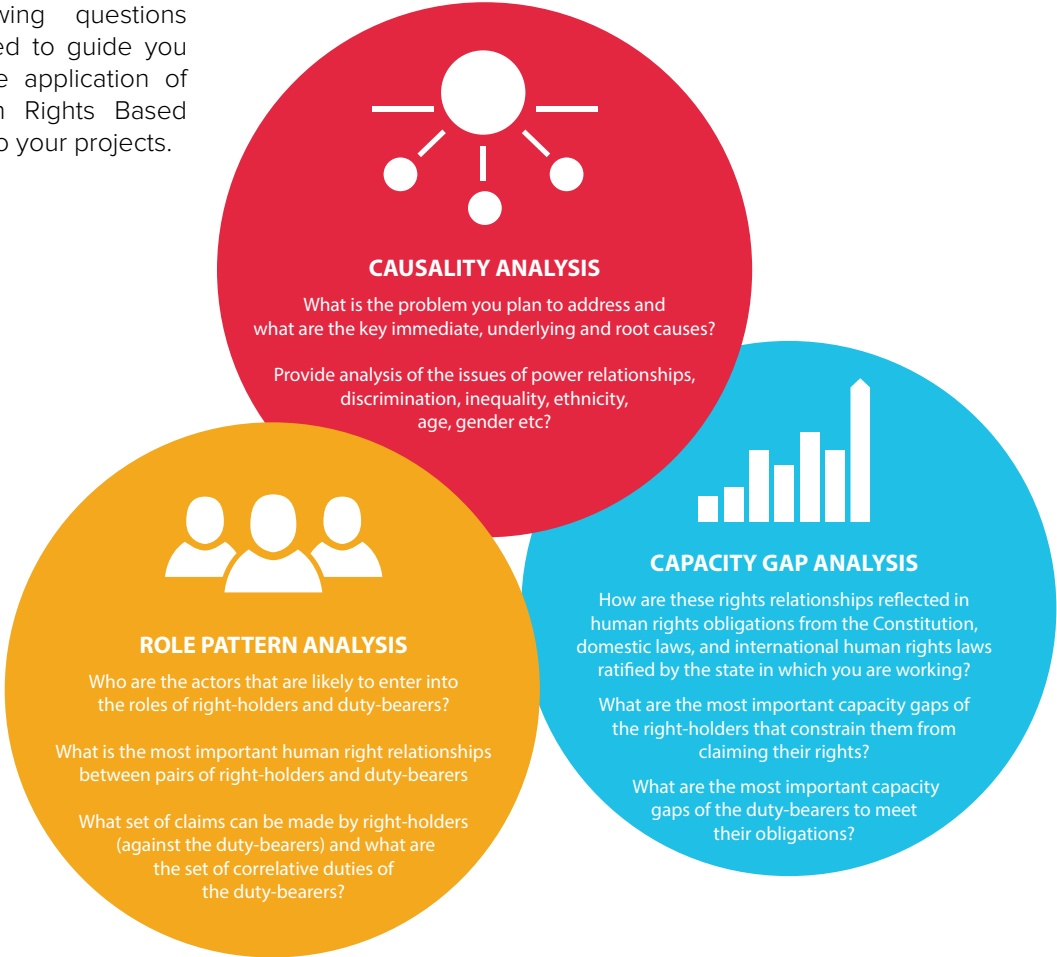 wing questions
ed to guide you
e application of
n Rights Based
o your projects.
CAUSALITY ANALYSIS
What is the problem you plan to address and
what are the key immediate, underlying and root causes?
Provide analysis of the issues of power relationships,
discrimination, inequality, ethnicity,
age, gender etc?
ROLE PATTERN ANALYSIS
Who are the actors that are likely to enter into
the roles of right-holders and duty-bearers?
What is the most important human right relationships
between pairs of right-holders and duty-bearers
What set of claims can be made by right-holders
(against the duty-bearers) and what are
the set of correlative duties of
the duty-bearers?
CAPACITY GAP ANALYSIS
How are these rights relationships reflected in
human rights obligations from the Constitution,
domestic laws, and international human rights laws
ratified by the state in which you are working?
What are the most important capacity gaps of
the right-holders that constrain them from
claiming their rights?
What are the most important capacity
gaps of the duty-bearers to meet
their obligations?